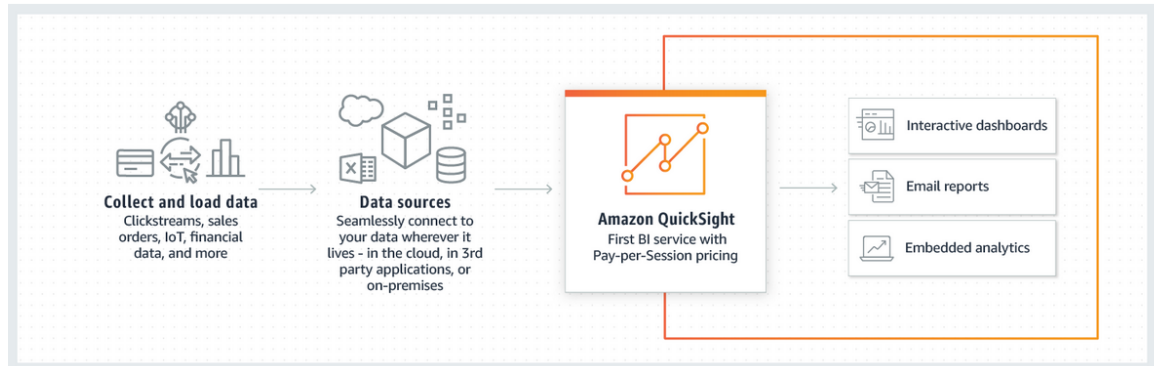 Collect and load data
Clickstreams, sales
orders, IoT, financial
data, and more
Data sources
Seamlessly connect to
your data wherever it
lives - in the cloud, in 3rd
party applications, or
on-premises
X
Amazon QuickSight
First BI service with
Pay-per-Session pricing
Interactive dashboards
Email reports
Embedded analytics